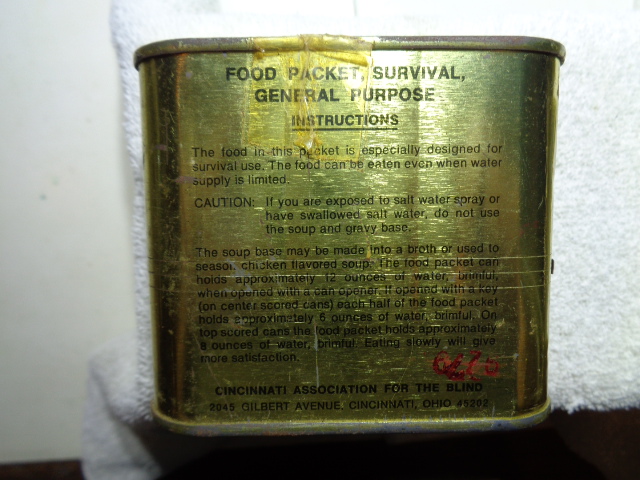 FOOD PACKET, SURVIVAL,
GENERAL PURPOSE
INSTRUCTIONS
The food in this packet is especially designed for
survival use. The food can be eaten even when water
supply is limited.
CAUTION: If you are exposed to salt water spray or
have swallowed salt water, do not use
the soup and gravy base.
The soup base may be made into a broth or used to
season chicken flavored soup. The food packet can
holds approximately 12 ounces of water, brimful,
when opened with a can opener. If opened with a key
(on center scored cans) each half of the food packet
holds approximately 6 ounces of water, brimful. On
top scored cans the food packet holds approximately
8 ounces of water, brimful. Eating slowly will give
more satisfaction.
CINCINNATI ASSOCIATION FOR THE BLIND
2045 GILBERT AVENUE, CINCINNATI, OHIO 45202